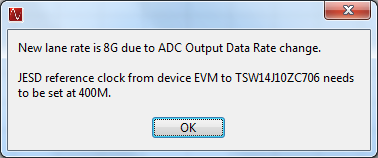 New lane rate is 8G due to ADC Output Data Rate change.
JESD reference clock from device EVM to TSW14J10ZC706 needs
to be set at 400M.
OK